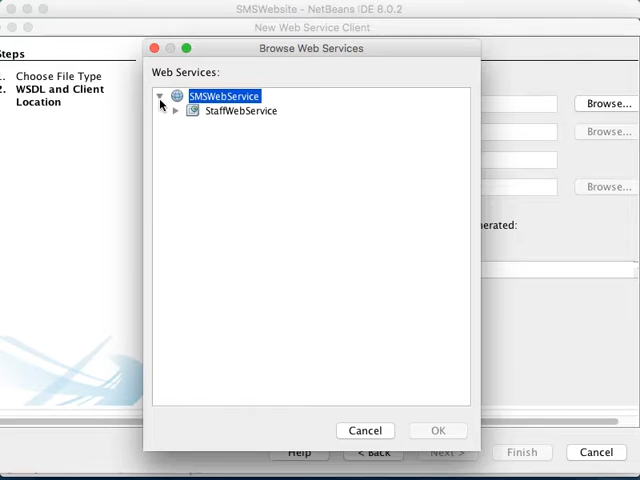 SMSWebsite - NetBeans IDE 8.0.2
New Web Service Client
Steps
1. Choose File Type
2. WSDL and Client
Location
Browse Web Services
Web Services:
SMSWebService
StaffWebService
Cancel
OK
Browse...
Browse...
Browse...
erated:
Help
< Back
Next >
Finish
Cancel